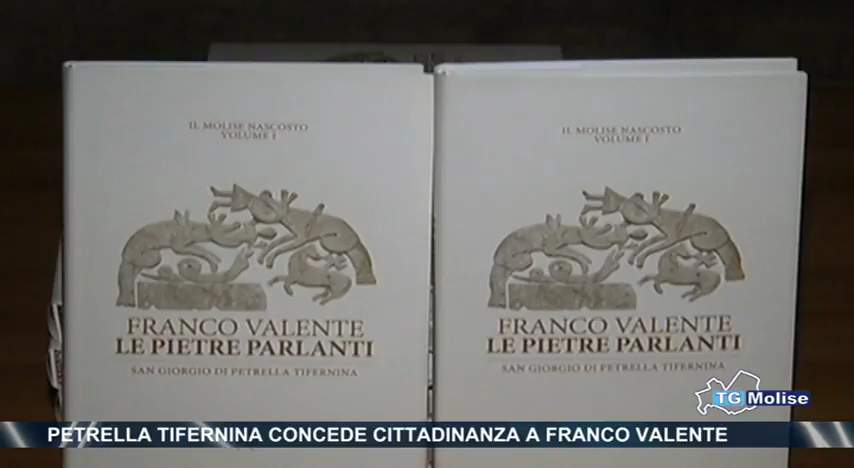 IL MOLISE NASCOSTO
VOLUME I
FRANCO VALENTE
LE PIETRE PARLANTI
SAN GIORGIO DI PETRELLA TIFERNINA
IL MOLISE NASCOSTO
VOLUME I
FRANCO VALENTE
LE PIETRE PARLANTI
SAN GIORGIO DI PETRELLA TIFERNINA
TG Molise
PETRELLA TIFERNINA CONCEDE CITTADINANZA A FRANCO VALENTE